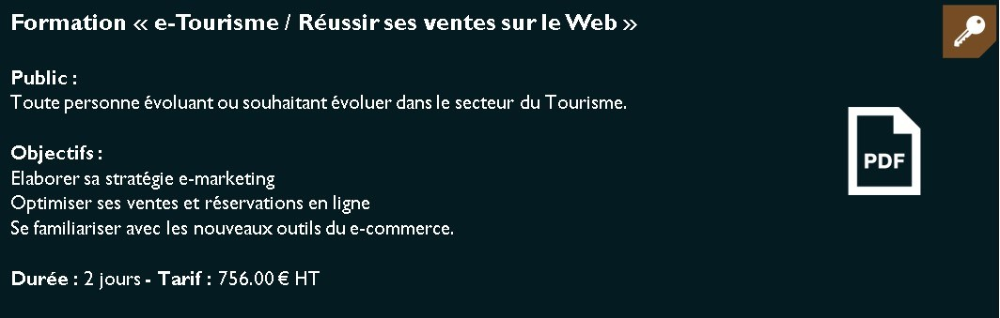 Formation « e-Tourisme / Réussir ses ventes sur le Web »
Public :
Toute personne évoluant ou souhaitant évoluer dans le secteur du Tourisme.
Objectifs :
Elaborer sa stratégie e-marketing
Optimiser ses ventes et réservations en ligne
Se familiariser avec les nouveaux outils du e-commerce.
Durée : 2 jours - Tarif : 756.00 € HT
PDF